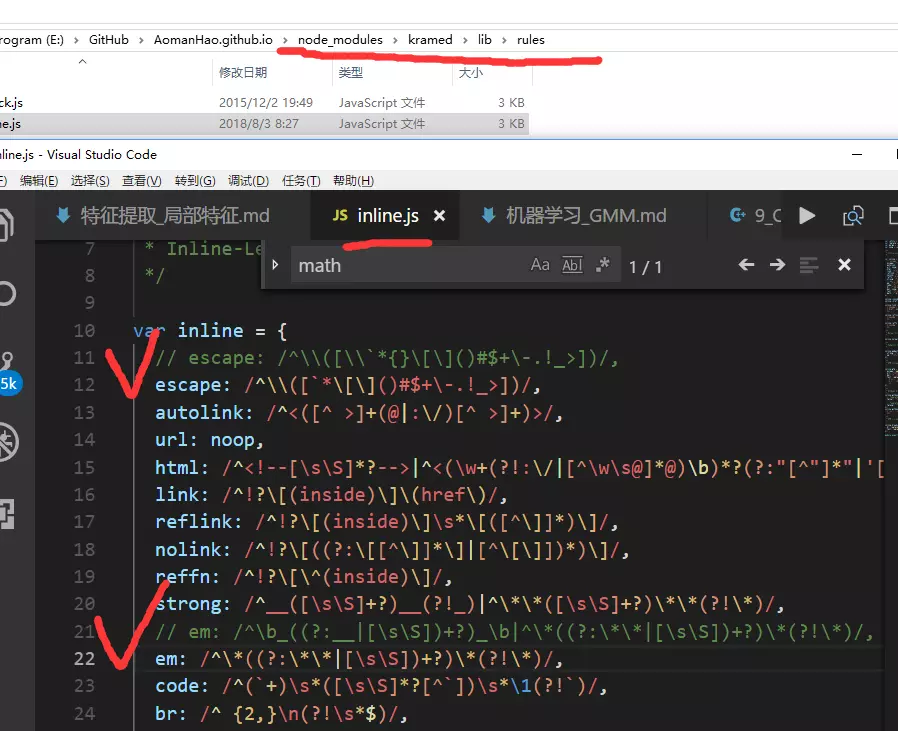 rogram (E:) > GitHub > AomanHao.github.io > node_modules > kramed > lib > rules
修改日期 类型 大小
ck.js 2015/12/2 19:49 JavaScript 文件 3 KB
ne.js 2018/8/3 8:27 JavaScript 文件 3 KB
nline.js - Visual Studio Code
F) 编辑(E) 选择(S) 查看(V) 转到(G) 调试(D) 任务(T) 帮助(H)
特征提取_局部特征.md JS inline.js × 机器学习_GMM.md 9_C
math Aa Abl .* 1 / 1
7 * Inline-Le
8 */
9
10 var inline = {
11 // escape: /^\\([\\`*{}\[\]()#$+\-.!_>])/,
12 escape: /^\\([`*\[\]()#$+\-.!_>])/,
13 autolink: /^<([^ >]+(@|:\/)[^ >]+)>/,
14 url: noop,
15 html: /^<!--[\s\S]*?-->|^<(\w+(?!:\/|[^\w\s@]*@)\b)*?(?:"[^"]*"|'[
16 link: /^!?\[(inside)\]\(href\)/,
17 reflink: /^!?\[(inside)\]\s*\[([^\]]*)\]/,
18 nolink: /^!?\[((?:\[[^\]]*\]|[^\[\]])*)\]/,
19 reffn: /^!?\[\^(inside)\]/,
20 strong: /^__([\s\S]+?)__(?!_)|^\*\*([\s\S]+?)\*\*(?!\*)/,
21 // em: /^\b_((?:__|[\s\S])+?)_\b|^\*((?:\*\*|[\s\S])+?)\*(?!\*)/,
22 em: /^\*((?:\*\*|[\s\S])+?)\*(?!\*)/,
23 code: /^(`+)\s*([\s\S]*?[^`])\s*\1(?!`)/,
24 br: /^ {2,}\n(?!\s*$)/,
5k